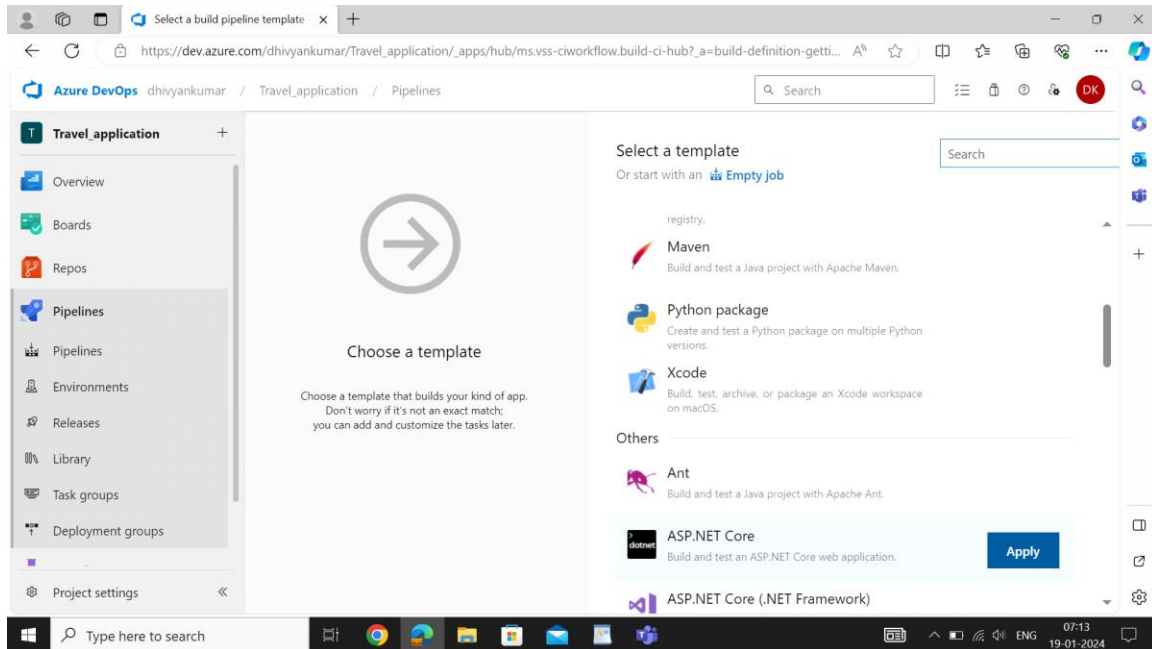 Select a build pipeline template
https://dev.azure.com/dhivyankumar/Travel_application/_apps/hub/ms.vss-ciworkflow.build-ci-hub?_a=build-definition-getti...
Azure DevOps dhivyankumar / Travel_application / Pipelines
Search
DK
T Travel_application
Overview
Boards
Repos
Pipelines
Pipelines
Environments
Releases
Library
Task groups
Deployment groups
Project settings
Choose a template
Choose a template that builds your kind of app.
Don't worry if it's not an exact match;
you can add and customize the tasks later.
Select a template
Search
Or start with an Empty job
registry.
Maven
Build and test a Java project with Apache Maven.
Python package
Create and test a Python package on multiple Python
versions.
Xcode
Build, test, archive, or package an Xcode workspace
on macOS.
Others
Ant
Build and test a Java project with Apache Ant.
dotnet
ASP.NET Core
Build and test an ASP.NET Core web application.
Apply
ASP.NET Core (.NET Framework)
Type here to search
ENG
07:13
19-01-2024